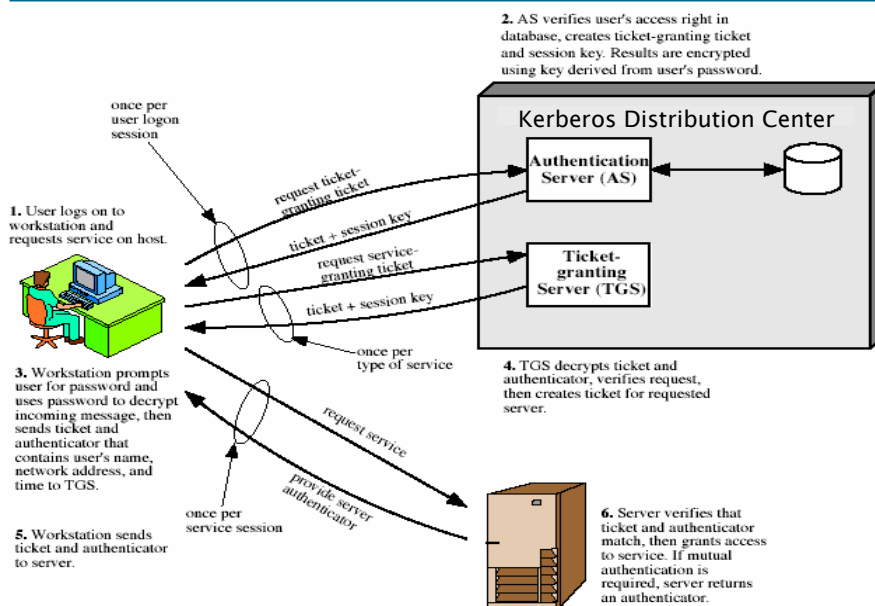 2. AS verifies user's access right in
database, creates ticket-granting ticket
and session key. Results are encrypted
using key derived from user's password.
Kerberos Distribution Center
once per
user logon
session
Authentication
Server (AS)
request ticket-
granting ticket
1. User logs on to
workstation and
requests service on host.
ticket + session key
request service-
granting ticket
Ticket-
granting
Server (TGS)
ticket + session key
once per
type of service
3. Workstation prompts
user for password and
uses password to decrypt
incoming message, then
sends ticket and
authenticator that
contains user's name,
network address, and
time to TGS.
4. TGS decrypts ticket and
authenticator, verifies request,
then creates ticket for requested
server.
request service
provide server
authenticator
once per
service session
5. Workstation sends
ticket and authenticator
to server.
6. Server verifies that
ticket and authenticator
match, then grants access
to service. If mutual
authentication is
required, server returns
an authenticator.